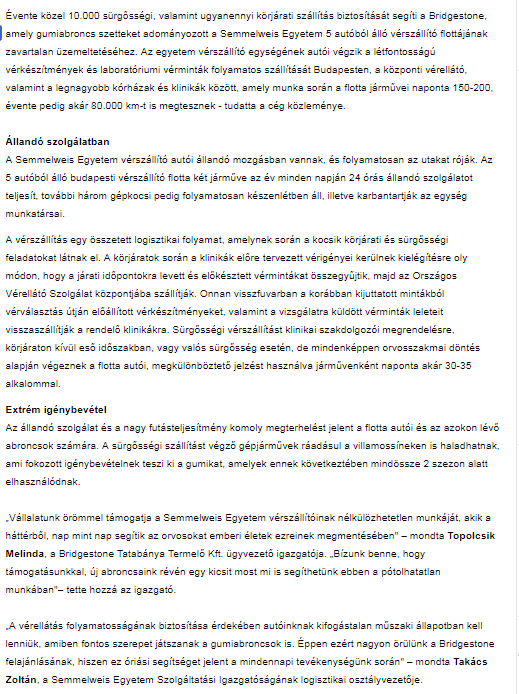 Évente közel 10.000 sürgősségi, valamint ugyanennyi körjárati szállítás biztosítását segíti a Bridgestone,
amely gumiabroncs szetteket adományozott a Semmelweis Egyetem 5 autóból álló vérszállító flottájának
zavartalan üzemeltetéséhez. Az egyetem vérszállító egységének autói végzik a létfontosságú
vérkészítmények és laboratóriumi vérminták folyamatos szállítását Budapesten, a központi vérellátó,
valamint a legnagyobb kórházak és klinikák között, amely munka során a flotta járművei naponta 150-200,
évente pedig akár 80.000 km-t is megtesznek - tudatta a cég közleménye.
Állandó szolgálatban
A Semmelweis Egyetem vérszállító autói állandó mozgásban vannak, és folyamatosan az utakat róják. Az
5 autóból álló budapesti vérszállító flotta két járműve az év minden napján 24 órás állandó szolgálatot
teljesít, további három gépkocsi pedig folyamatosan készenlétben áll, illetve karbantartják az egység
munkatársai.
A vérszállítás egy összetett logisztikai folyamat, amelynek során a kocsik körjárati és sürgősségi
feladatokat látnak el. A körjáratok során a klinikák előre tervezett vérigényei kerülnek kielégítésre oly
módon, hogy a járati időpontokra levett és előkésztett vérmintákat összegyűjtik, majd az Országos
Vérellátó Szolgálat központjába szállítják. Onnan visszfuvarban a korábban kijuttatott mintákból
vérválasztás útján előállított vérkészítményeket, valamint a vizsgálatra küldött vérminták leleteit
visszaszállítják a rendelő klinikákra. Sürgősségi vérszállítást klinikai szakdolgozói megrendelésre,
körjáraton kívül eső időszakban, vagy valós sürgősség esetén, de mindenképpen orvosszakmai döntés
alapján végeznek a flotta autói, megkülönböztető jelzést használva járművenként naponta akár 30-35
alkalommal.
Extrém igénybevétel
Az állandó szolgálat és a nagy futásteljesítmény komoly megterhelést jelent a flotta autói és az azokon lévő
abroncsok számára. A sürgősségi szállítást végző gépjárművek ráadásul a villamossíneken is haladhatnak,
ami fokozott igénybevételnek teszi ki a gumikat, amelyek ennek következtében mindössze 2 szezon alatt
elhasználódnak.
„Vállalatunk örömmel támogatja a Semmelweis Egyetem vérszállítóinak nélkülözhetetlen munkáját, akik a
háttérből, nap mint nap segítik az orvosokat emberi életek ezreinek megmentésében" – mondta Topolcsik
Melinda, a Bridgestone Tatabánya Termelő Kft. ügyvezető igazgatója. „Bízunk benne, hogy
támogatásunkkal, új abroncsaink révén egy kicsit most mi is segíthetünk ebben a pótolhatatlan
munkában"– tette hozzá az igazgató.
„A vérellátás folyamatosságának biztosítása érdekében autóinknak kifogástalan műszaki állapotban kell
lenniük, amiben fontos szerepet játszanak a gumiabroncsok is. Éppen ezért nagyon örülünk a Bridgestone
felajánlásának, hiszen ez óriási segítséget jelent a mindennapi tevékenységünk során" – mondta Takács
Zoltán, a Semmelweis Egyetem Szolgáltatási Igazgatóságának logisztikai osztályvezetője.